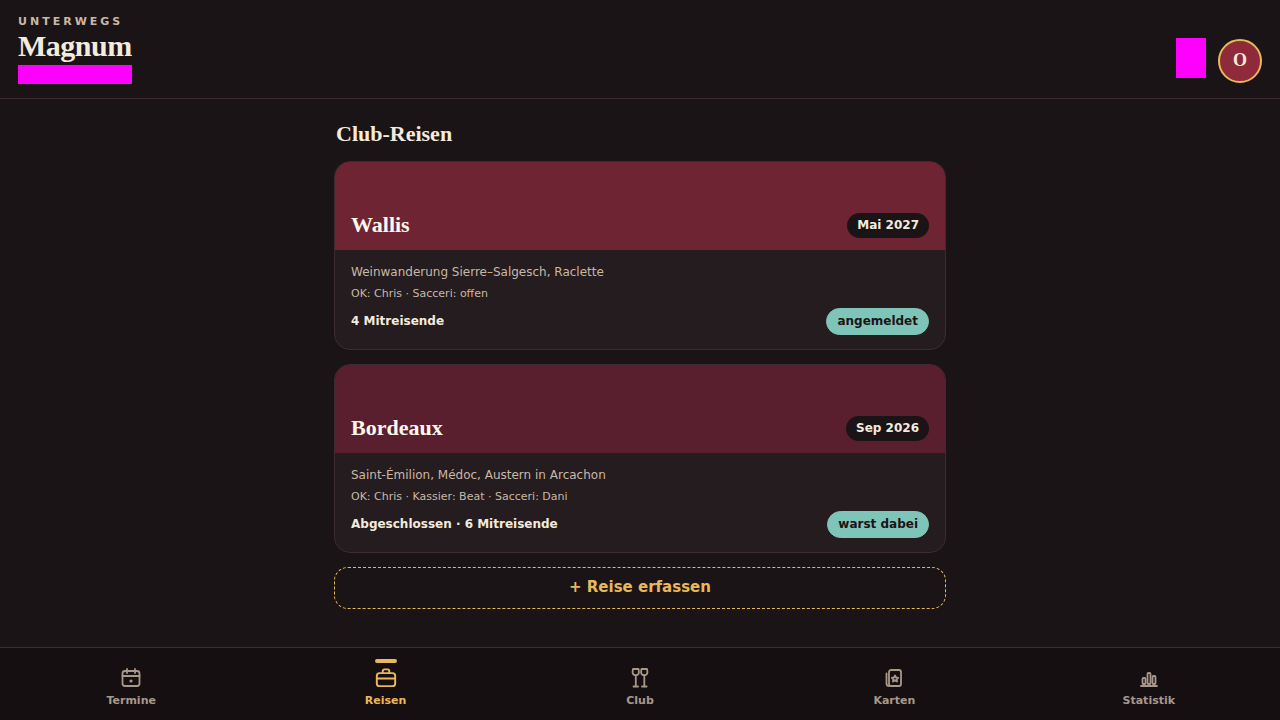 UNTERWEGS
Magnum
O
Club-Reisen
Wallis
Mai 2027
Weinwanderung Sierre–Salgesch, Raclette
OK: Chris · Sacceri: offen
4 Mitreisende
angemeldet
Bordeaux
Sep 2026
Saint-Émilion, Médoc, Austern in Arcachon
OK: Chris · Kassier: Beat · Sacceri: Dani
Abgeschlossen · 6 Mitreisende
warst dabei
+ Reise erfassen
Termine
Reisen
Club
Karten
Statistik